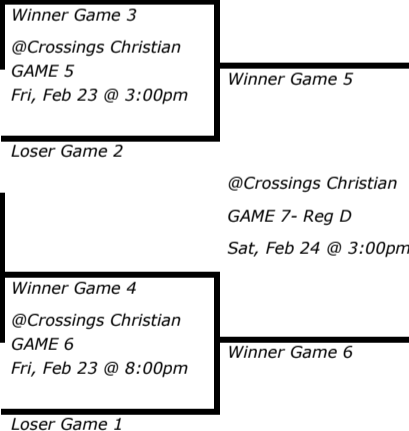 Winner Game 3
@Crossings Christian
GAME 5
Fri, Feb 23 @ 3:00pm
Loser Game 2
Winner Game 5
@Crossings Christian
GAME 7- Reg D
Sat, Feb 24 @ 3:00pm
Winner Game 4
@Crossings Christian
GAME 6
Fri, Feb 23 @ 8:00pm
Loser Game 1
Winner Game 6